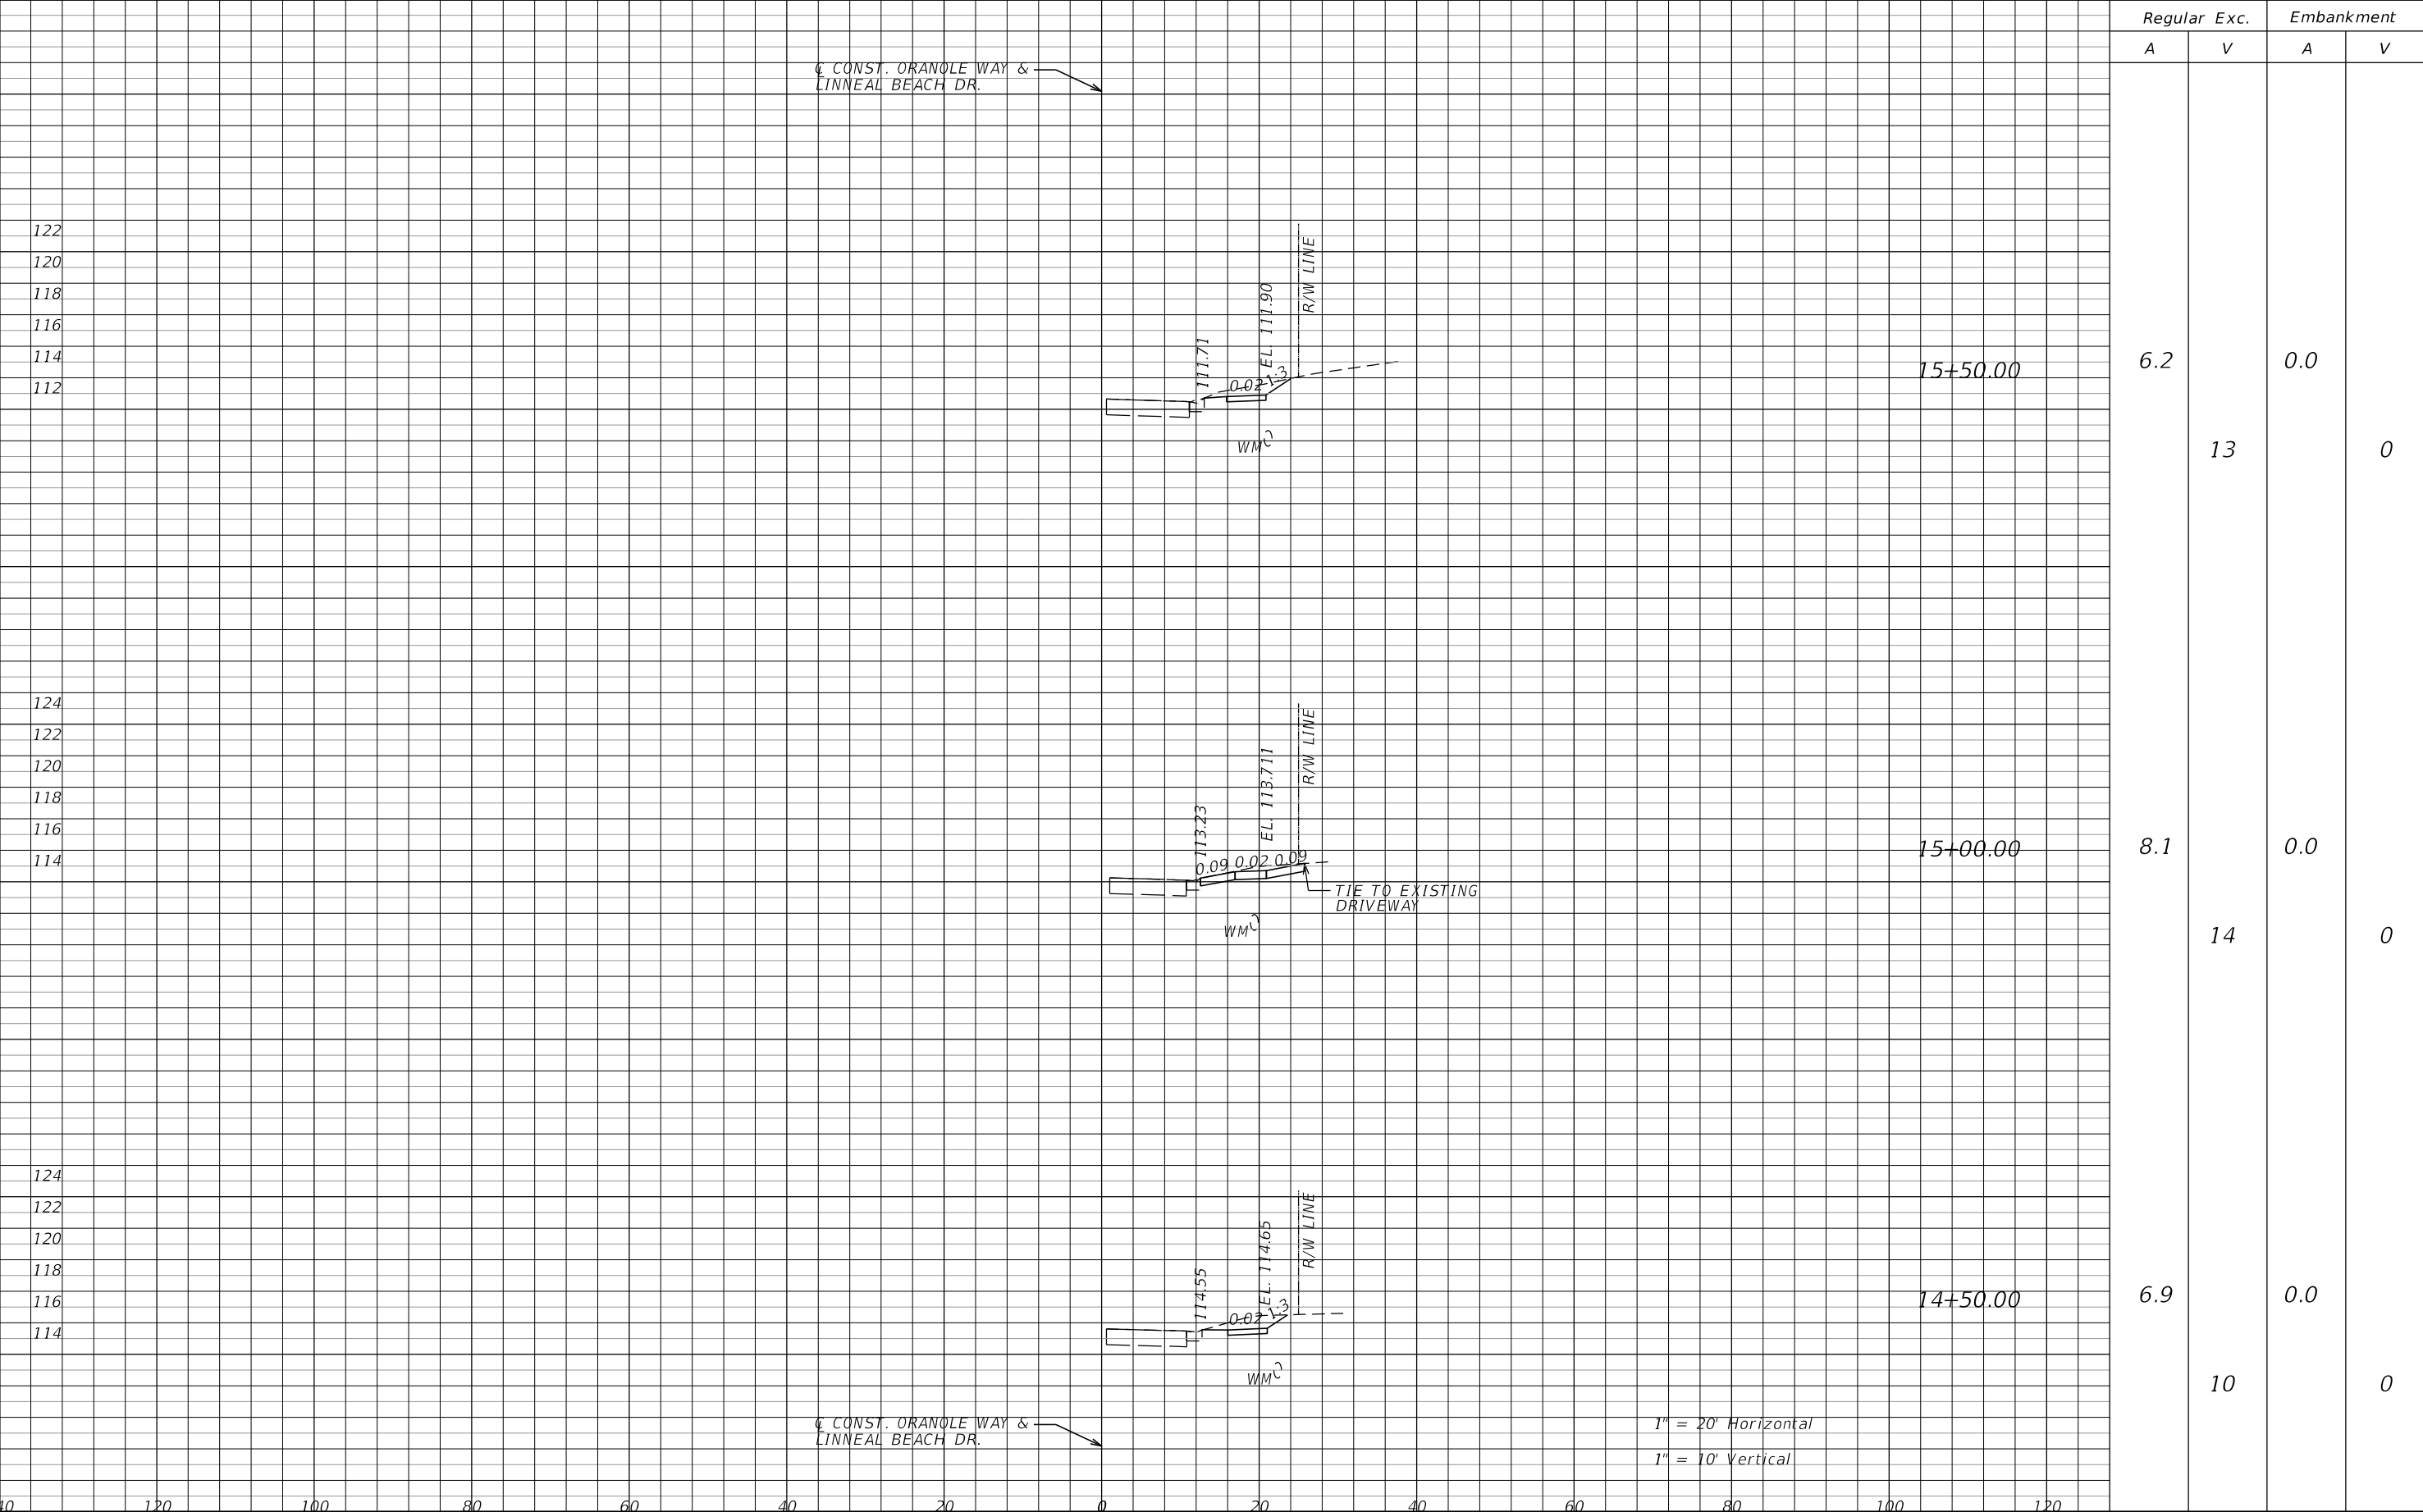 Regular Exc. Embankment
A V A V
℄ CONST. ORANOLE WAY &
LINNEAL BEACH DR.
122
120
118
116
114
112
111.71
EL. 111.90
R/W LINE
0.02
1:3
WM
15+50.00
6.2 0.0
13 0
124
122
120
118
116
114
113.23
EL. 113.711
R/W LINE
0.09 0.02 0.09
TIE TO EXISTING
DRIVEWAY
WM
15+00.00
8.1 0.0
14 0
124
122
120
118
116
114
114.55
EL. 114.65
R/W LINE
0.02
1:3
WM
14+50.00
6.9 0.0
10 0
℄ CONST. ORANOLE WAY &
LINNEAL BEACH DR.
1" = 20' Horizontal
1" = 10' Vertical
40 120 100 80 60 40 20 0 20 40 60 80 100 120